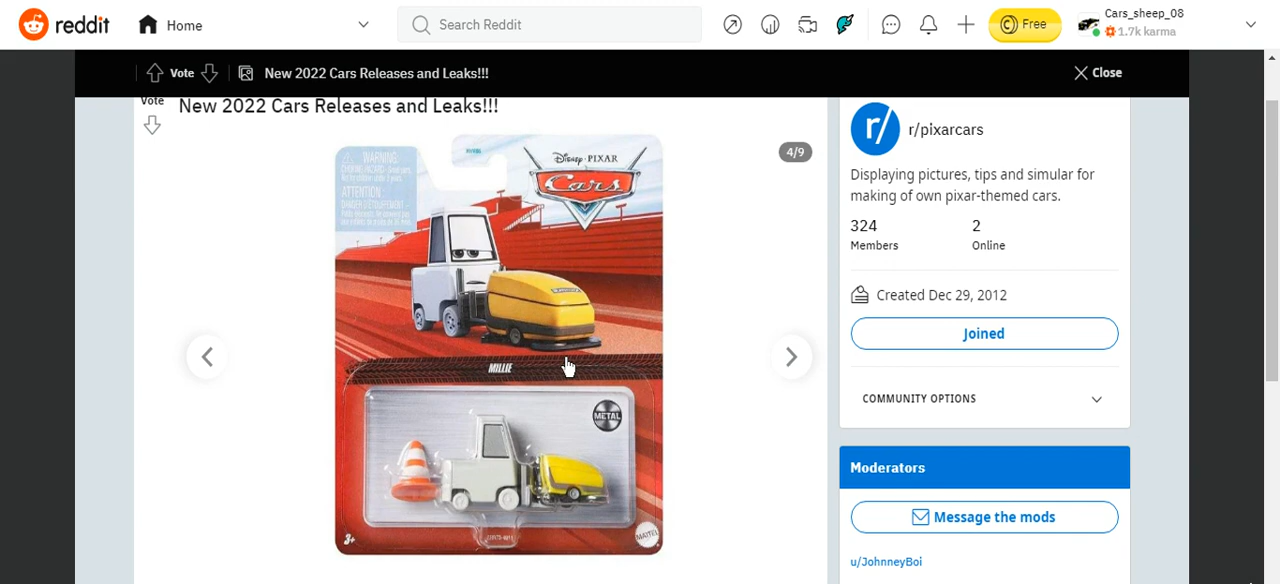 reddit
Home
Search Reddit
Free
Cars_sheep_08
1.7k karma
Vote
New 2022 Cars Releases and Leaks!!!
Close
Vote
New 2022 Cars Releases and Leaks!!!
4/9
WARNING:
ATTENTION:
Disney·PIXAR
Cars
MILLIE
METAL
3+
MATTEL
r/
r/pixarcars
Displaying pictures, tips and simular for
making of own pixar-themed cars.
324
2
Members
Online
Created Dec 29, 2012
Joined
COMMUNITY OPTIONS
Moderators
Message the mods
u/JohnneyBoi